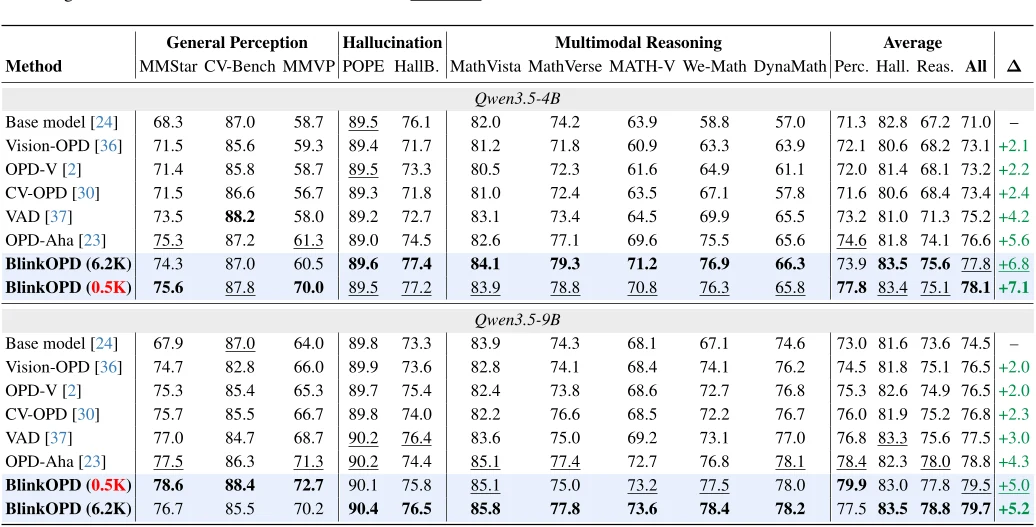 General Perception Hallucination Multimodal Reasoning Average
Method MMStar CV-Bench MMVP POPE HallB. MathVista MathVerse MATH-V We-Math DynaMath Perc. Hall. Reas. All Δ
Qwen3.5-4B
Base model [24] 68.3 87.0 58.7 89.5 76.1 82.0 74.2 63.9 58.8 57.0 71.3 82.8 67.2 71.0 –
Vision-OPD [36] 71.5 85.6 59.3 89.4 71.7 81.2 71.8 60.9 63.3 63.9 72.1 80.6 68.2 73.1 +2.1
OPD-V [2] 71.4 85.8 58.7 89.5 73.3 80.5 72.3 61.6 64.9 61.1 72.0 81.4 68.1 73.2 +2.2
CV-OPD [30] 71.5 86.6 56.7 89.3 71.8 81.0 72.4 63.5 67.1 57.8 71.6 80.6 68.4 73.4 +2.4
VAD [37] 73.5 88.2 58.0 89.2 72.7 83.1 73.4 64.5 69.9 65.5 73.2 81.0 71.3 75.2 +4.2
OPD-Aha [23] 75.3 87.2 61.3 89.0 74.5 82.6 77.1 69.6 75.5 65.6 74.6 81.8 74.1 76.6 +5.6
BlinkOPD (6.2K) 74.3 87.0 60.5 89.6 77.4 84.1 79.3 71.2 76.9 66.3 73.9 83.5 75.6 77.8 +6.8
BlinkOPD (0.5K) 75.6 87.8 70.0 89.5 77.2 83.9 78.8 70.8 76.3 65.8 77.8 83.4 75.1 78.1 +7.1
Qwen3.5-9B
Base model [24] 67.9 87.0 64.0 89.8 73.3 83.9 74.3 68.1 67.1 74.6 73.0 81.6 73.6 74.5 –
Vision-OPD [36] 74.7 82.8 66.0 89.9 73.6 82.8 74.1 68.4 74.1 76.2 74.5 81.8 75.1 76.5 +2.0
OPD-V [2] 75.3 85.4 65.3 89.7 75.4 82.4 73.8 68.6 72.7 76.8 75.3 82.6 74.9 76.5 +2.0
CV-OPD [30] 75.7 85.5 66.7 89.8 74.0 82.2 76.6 68.5 72.2 76.7 76.0 81.9 75.2 76.8 +2.3
VAD [37] 77.0 84.7 68.7 90.2 76.4 83.6 75.0 69.2 73.1 77.0 76.8 83.3 75.6 77.5 +3.0
OPD-Aha [23] 77.5 86.3 71.3 90.2 74.4 85.1 77.4 72.7 76.8 78.1 78.4 82.3 78.0 78.8 +4.3
BlinkOPD (0.5K) 78.6 88.4 72.7 90.1 75.8 85.1 75.0 73.2 77.5 78.0 79.9 83.0 77.8 79.5 +5.0
BlinkOPD (6.2K) 76.7 85.5 70.2 90.4 76.5 85.8 77.8 73.6 78.4 78.2 77.5 83.5 78.8 79.7 +5.2